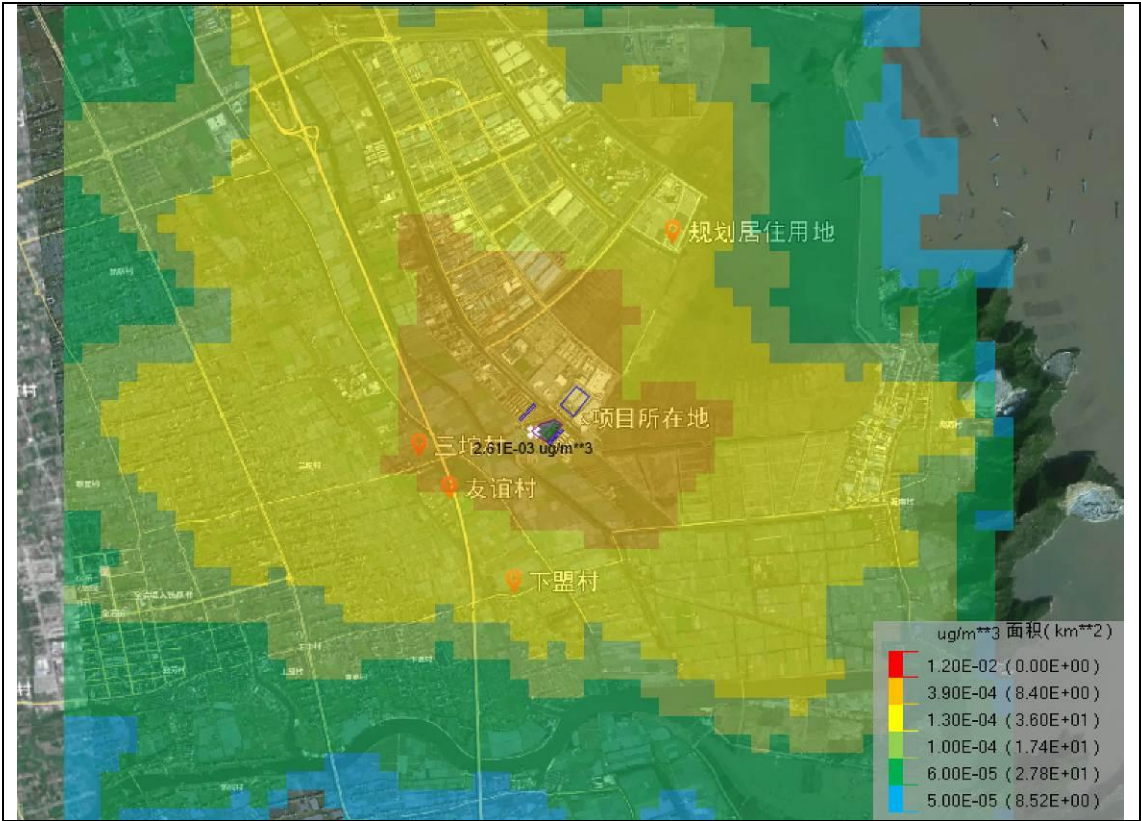 规划居住用地
项目所在地
三坨村
2.61E-03 ug/m**3
友谊村
下盟村
ug/m**3 面积( km**2 )
1.20E-02 ( 0.00E+00 )
3.90E-04 ( 8.40E+00 )
1.30E-04 ( 3.60E+01 )
1.00E-04 ( 1.74E+01 )
6.00E-05 ( 2.78E+01 )
5.00E-05 ( 8.52E+00 )